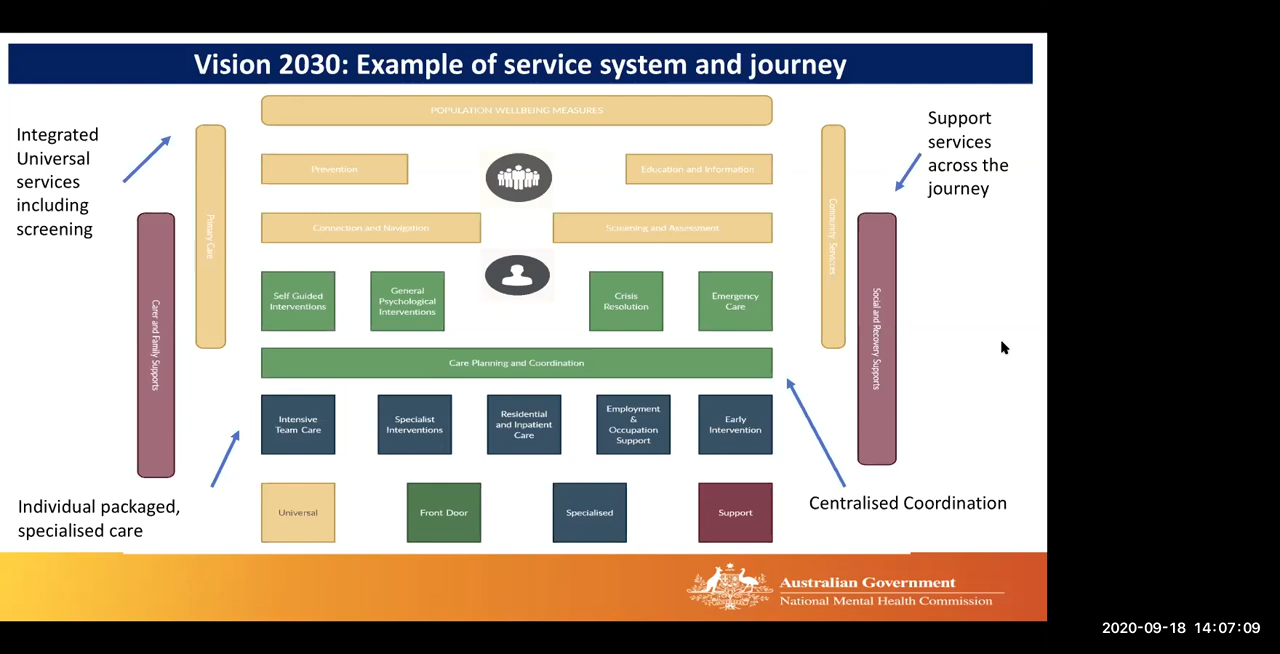 Vision 2030: Example of service system and journey
POPULATION WELLBEING MEASURES
Integrated
Universal
services
including
screening
Support
services
across the
journey
Prevention
Education and Information
Primary Care
Community Services
Connection and Navigation
Screening and Assessment
Carer and Family Supports
Social and Recovery Supports
Self Guided
Interventions
General
Psychological
Interventions
Crisis
Resolution
Emergency
Care
Care Planning and Coordination
Intensive
Team Care
Specialist
Interventions
Residential
and Inpatient
Care
Employment
&
Occupation
Support
Early
Intervention
Individual packaged,
specialised care
Centralised Coordination
Universal
Front Door
Specialised
Support
Australian Government
National Mental Health Commission
2020-09-18 14:07:09